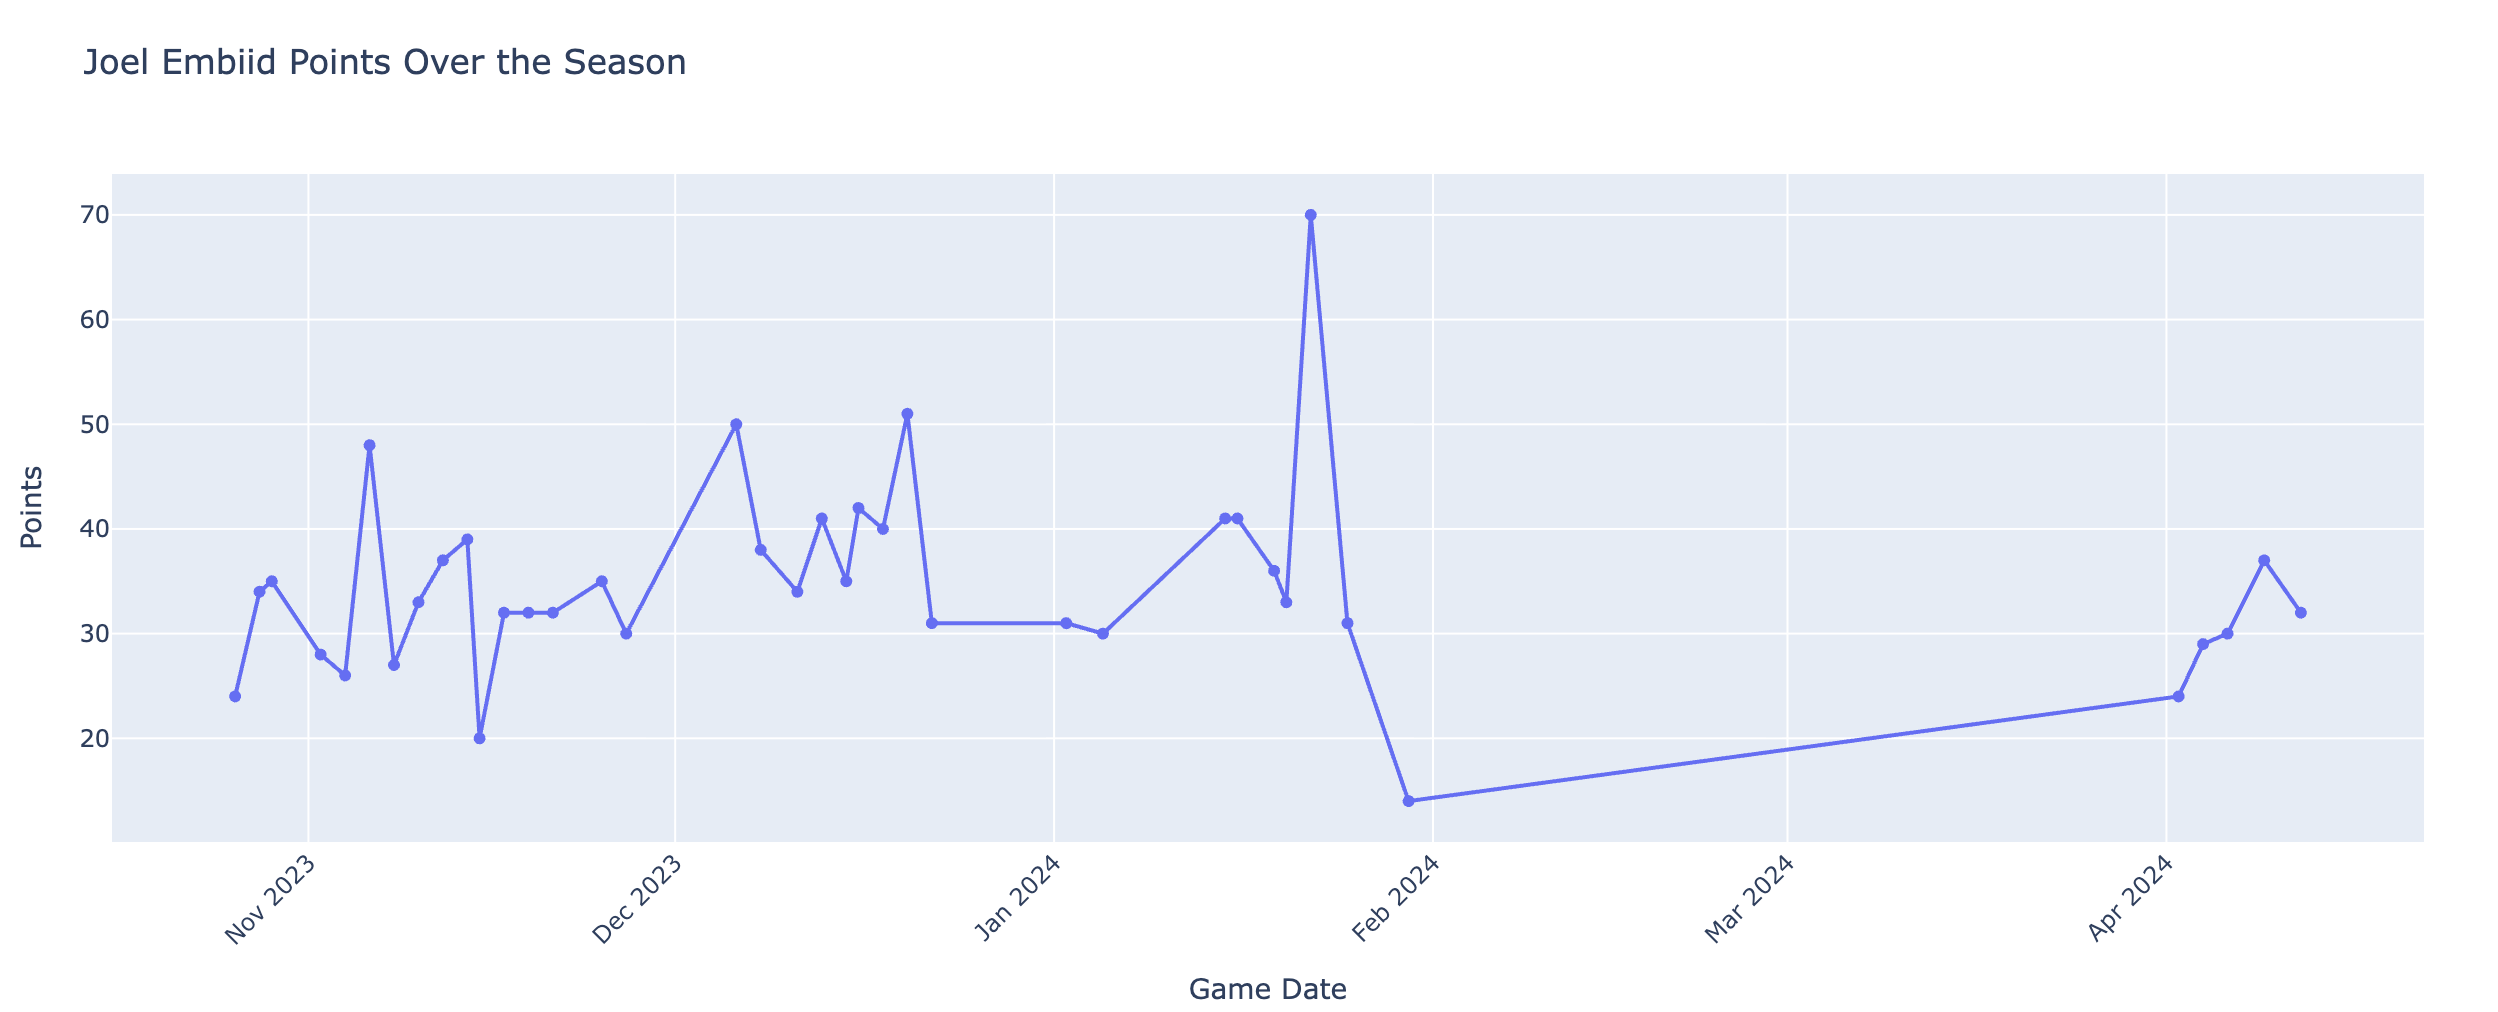 Joel Embiid Points Over the Season
70
60
50
40
30
20
Points
Nov 2023
Dec 2023
Jan 2024
Feb 2024
Mar 2024
Apr 2024
Game Date